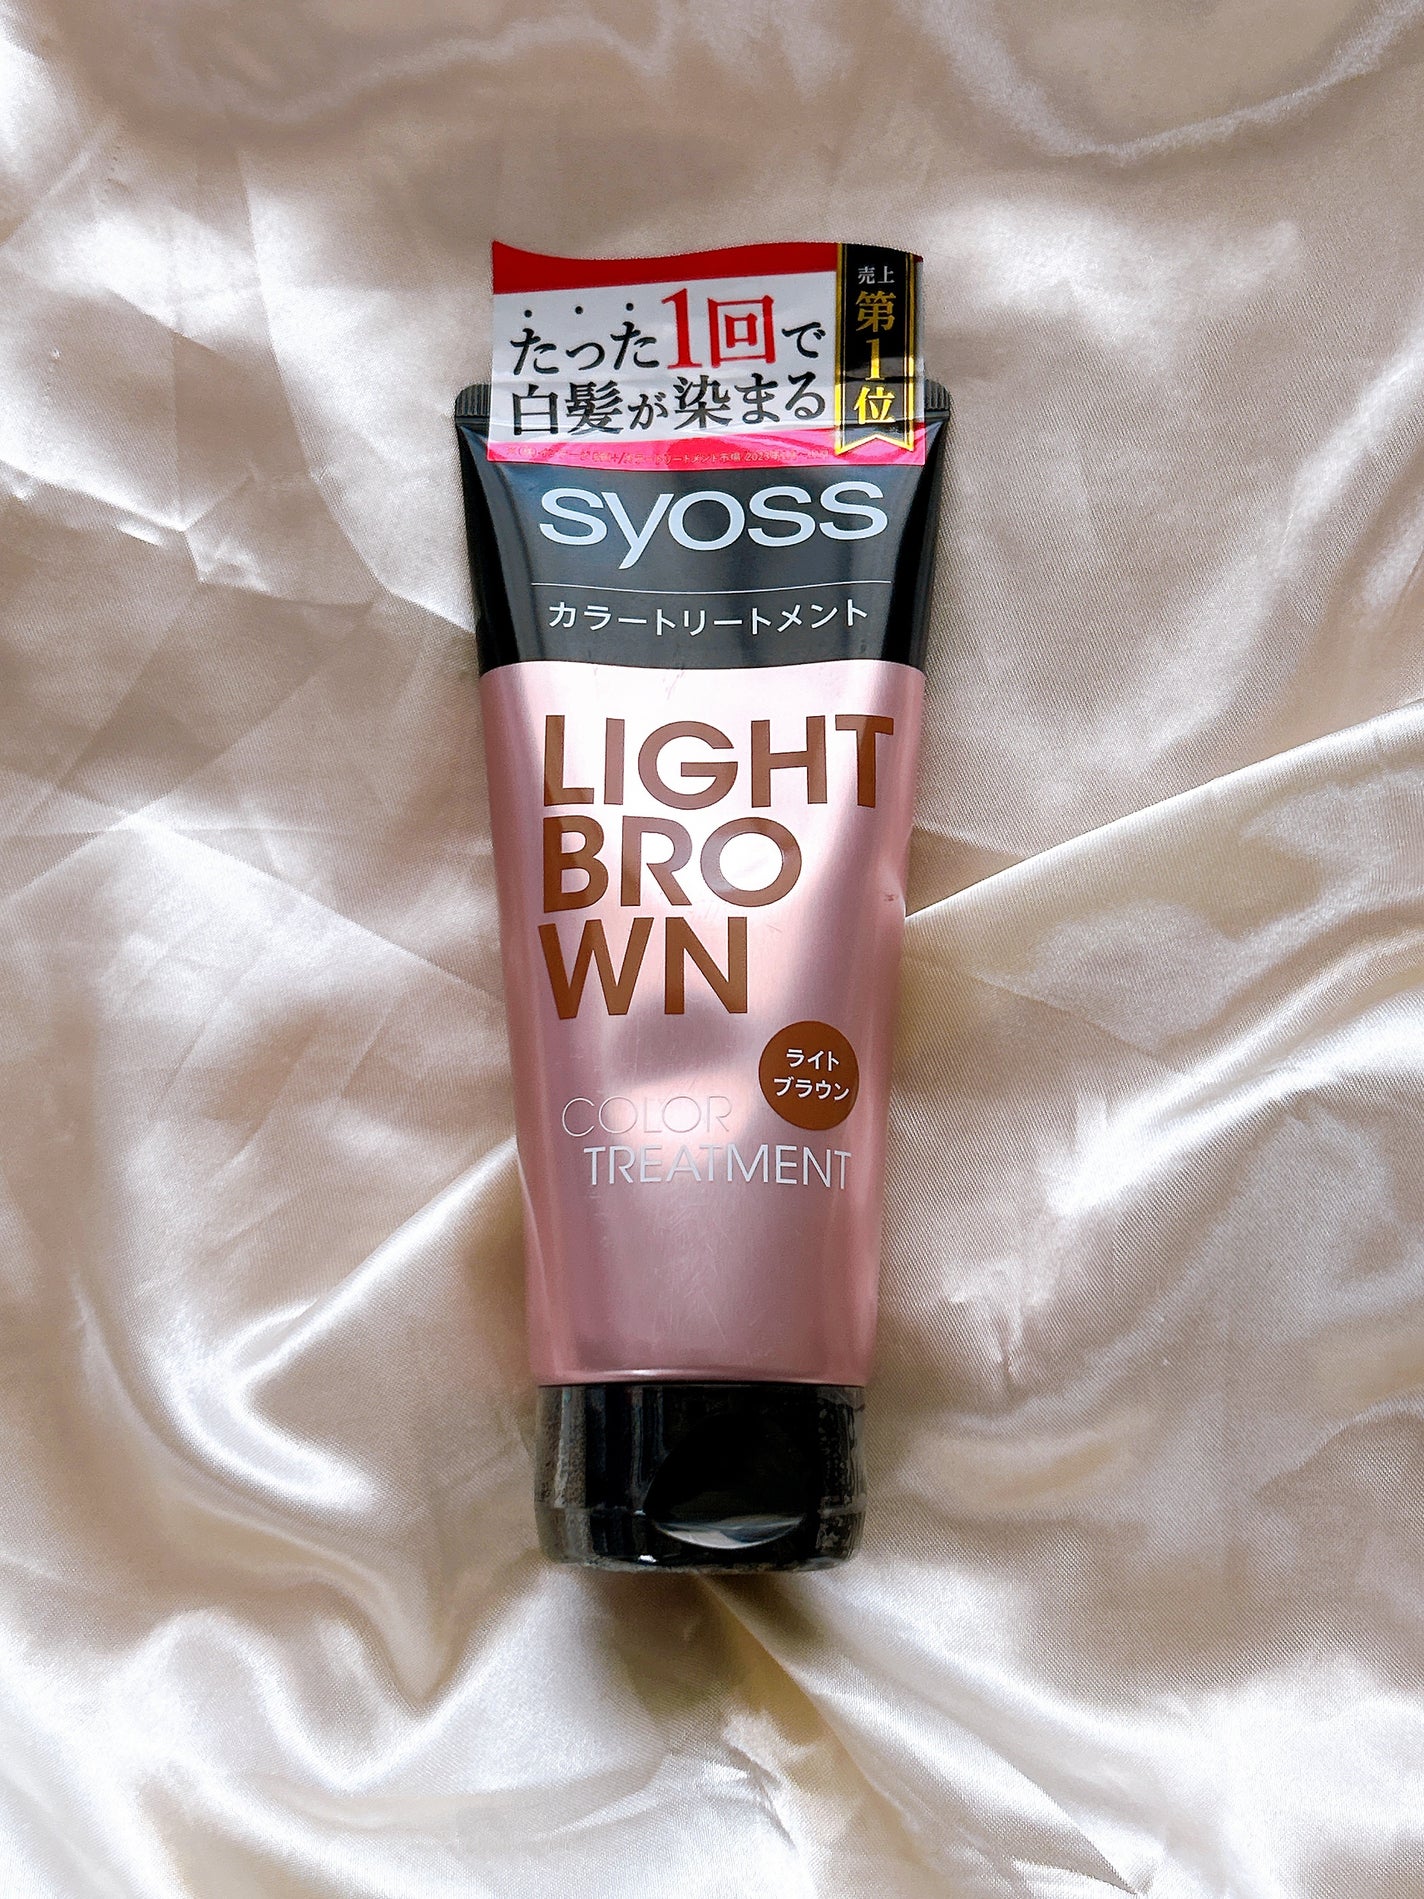 たった1回で
白髪が染まる
売上
第
1
位
syoss
カラートリートメント
LIGHT
BRO
WN
ライト
ブラウン
COLOR
TREATMENT